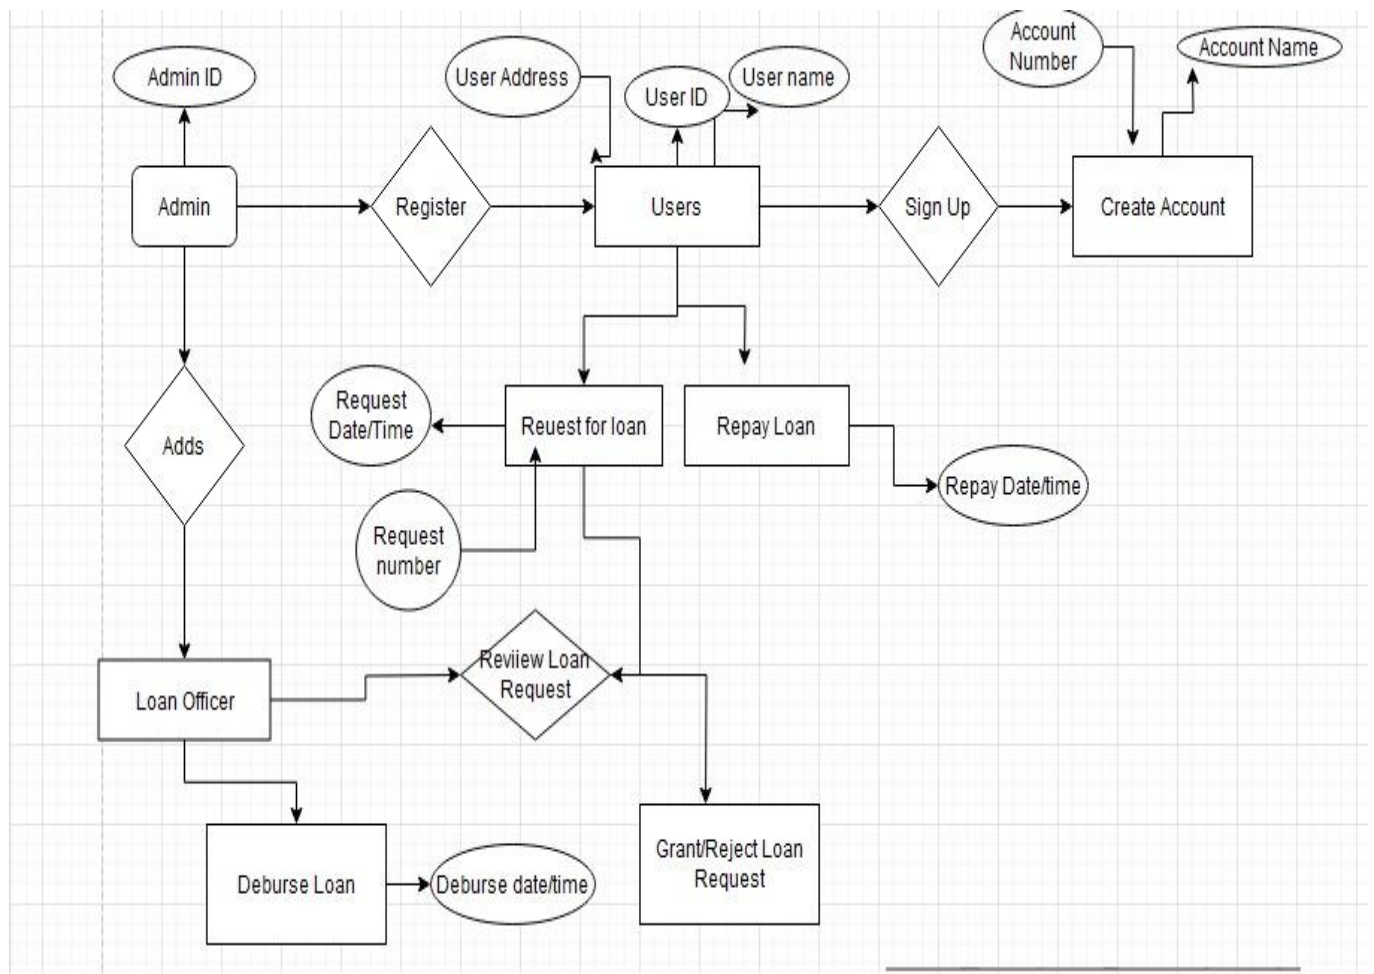 Account
Number
Account Name
Admin ID
User Address
User ID
User name
Admin
Register
Users
Sign Up
Create Account
Request
Date/Time
Reuest for loan
Repay Loan
Adds
Repay Date/time
Request
number
Reviiew Loan
Request
Loan Officer
Grant/Reject Loan
Request
Deburse Loan
Deburse date/time